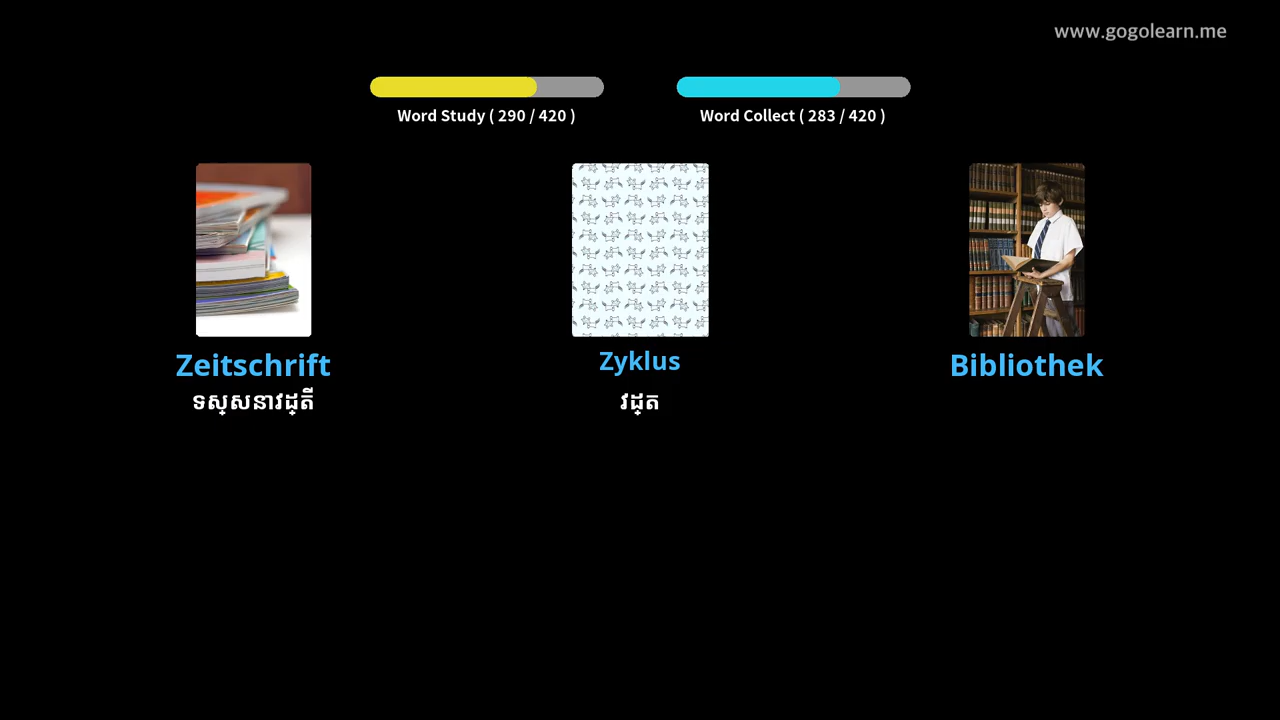 www.gogolearn.me
Word Study ( 290 / 420 )
Word Collect ( 283 / 420 )
Zeitschrift
Zyklus
Bibliothek
ទស្សនាវដ្តី
វដ្ត